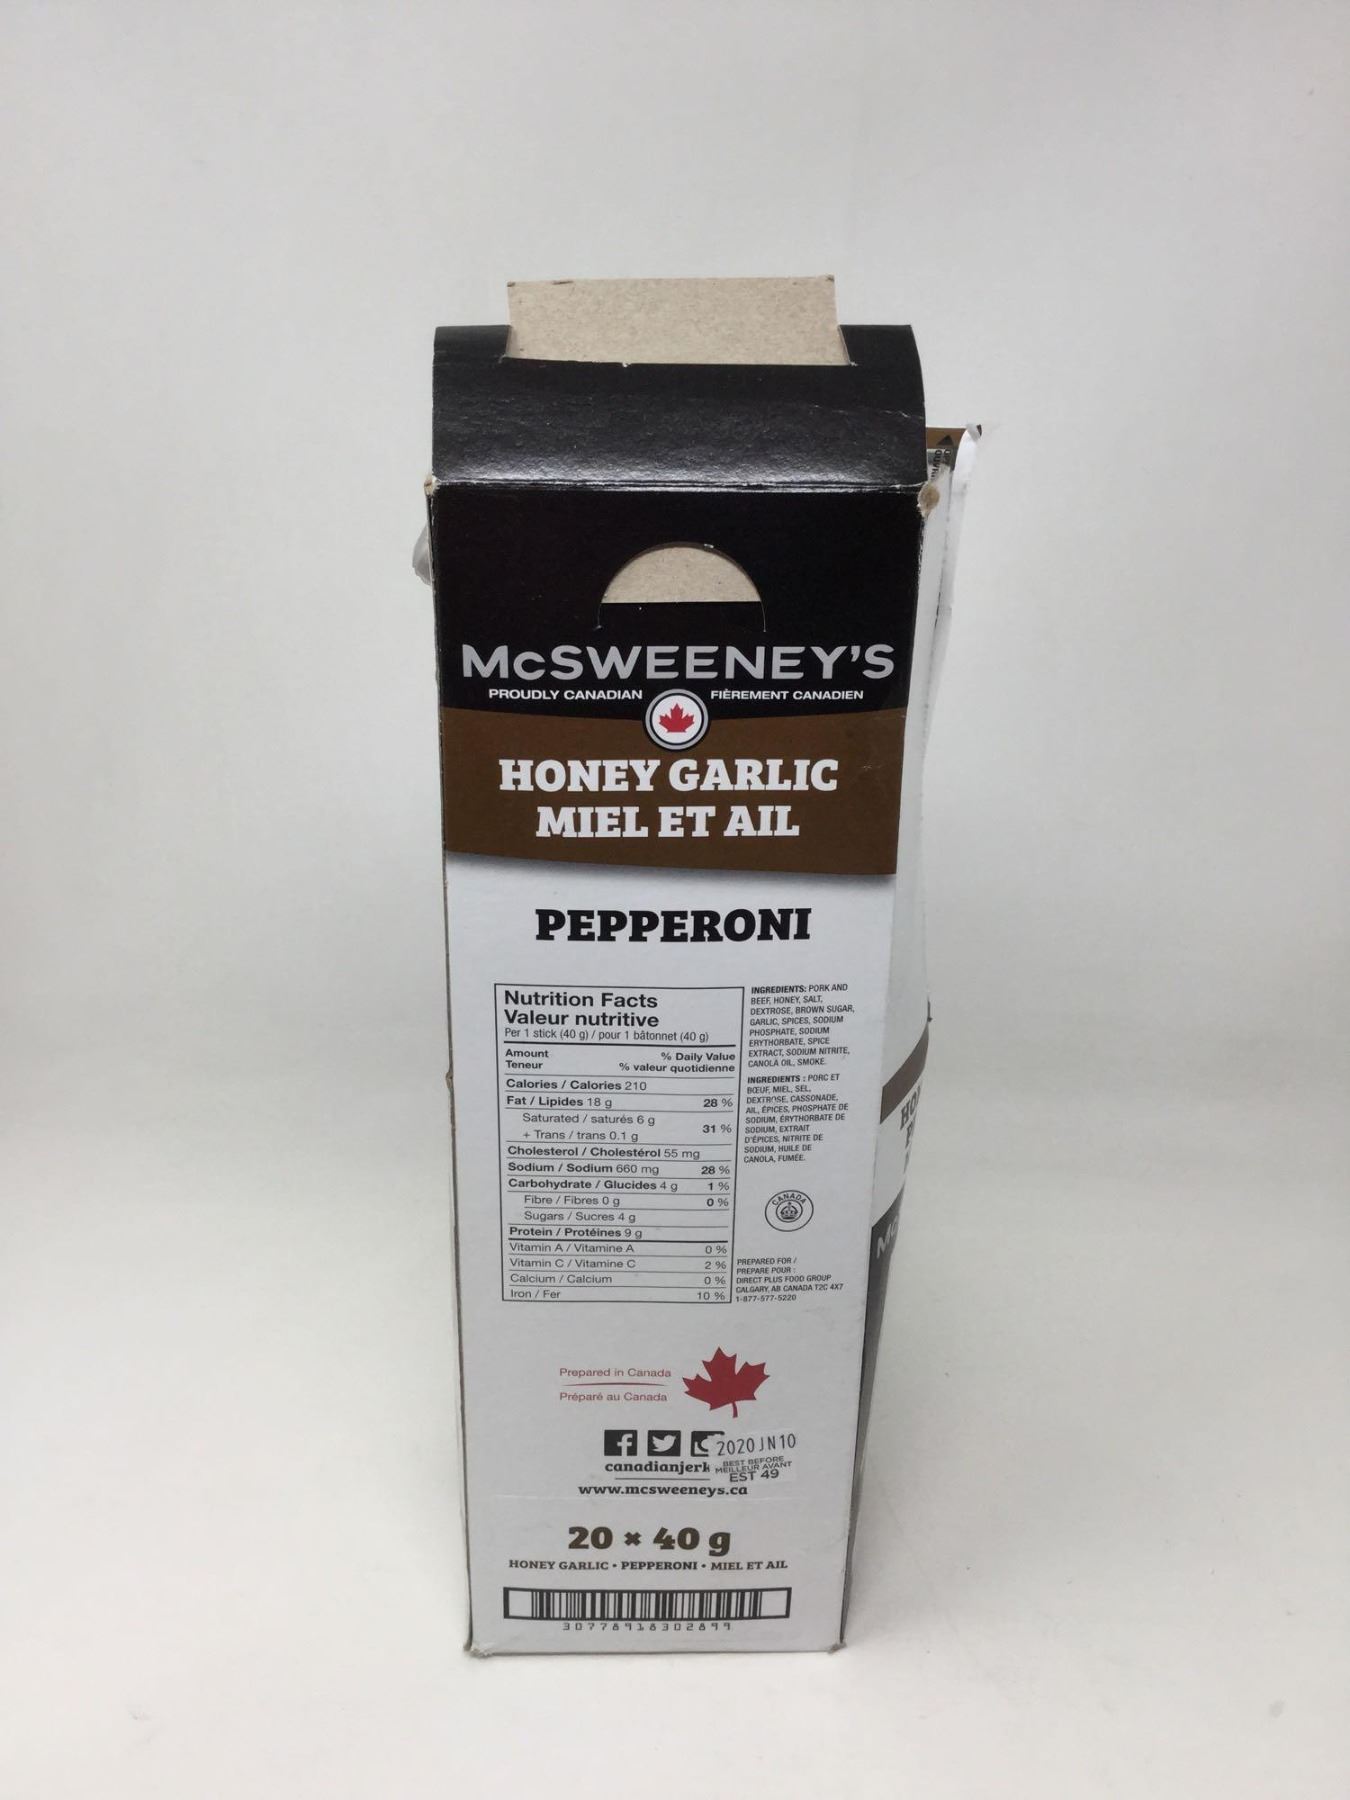 McSWEENEY'S
PROUDLY CANADIAN FIÈREMENT CANADIEN
HONEY GARLIC
MIEL ET AIL
PEPPERONI
Nutrition Facts
Valeur nutritive
Per 1 stick (40 g) / pour 1 bâtonnet (40 g)
Amount % Daily Value
Teneur % valeur quotidienne
Calories / Calories 210
Fat / Lipides 18 g 28 %
Saturated / saturés 6 g
+ Trans / trans 0.1 g 31 %
Cholesterol / Cholestérol 55 mg
Sodium / Sodium 660 mg 28 %
Carbohydrate / Glucides 4 g 1 %
Fibre / Fibres 0 g 0 %
Sugars / Sucres 4 g
Protein / Protéines 9 g
Vitamin A / Vitamine A 0 %
Vitamin C / Vitamine C 2 %
Calcium / Calcium 0 %
Iron / Fer 10 %
INGREDIENTS: PORK AND
BEEF, HONEY, SALT,
DEXTROSE, BROWN SUGAR,
GARLIC, SPICES, SODIUM
PHOSPHATE, SODIUM
ERYTHORBATE, SPICE
EXTRACT, SODIUM NITRITE,
CANOLA OIL, SMOKE.
INGREDIENTS : PORC ET
BŒUF, MIEL, SEL,
DEXTROSE, CASSONADE,
AIL, ÉPICES, PHOSPHATE DE
SODIUM, ÉRYTHORBATE DE
SODIUM, EXTRAIT
D'ÉPICES, NITRITE DE
SODIUM, HUILE DE
CANOLA, FUMÉE.
CANADA
PREPARED FOR /
PRÉPARÉ POUR :
DIRECT PLUS FOOD GROUP
CALGARY, AB CANADA T2C 4X7
1-877-577-5220
Prepared in Canada
Préparé au Canada
2020 JN 10
canadianjerk BEST BEFORE
MEILLEUR AVANT
EST 49
www.mcsweeneys.ca
20 × 40 g
HONEY GARLIC • PEPPERONI • MIEL ET AIL
30778918302899